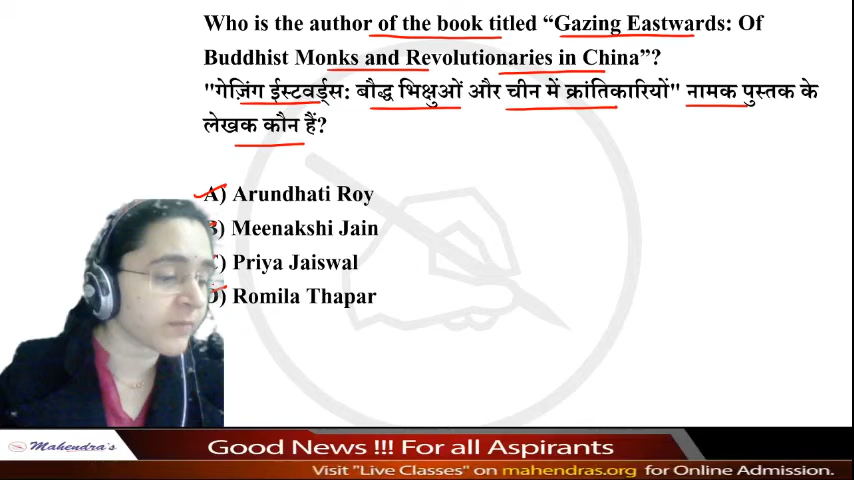 Who is the author of the book titled “Gazing Eastwards: Of
Buddhist Monks and Revolutionaries in China”?
"गेज़िंग ईस्टवर्ड्स: बौद्ध भिक्षुओं और चीन में क्रांतिकारियों" नामक पुस्तक के
लेखक कौन हैं?
A) Arundhati Roy
B) Meenakshi Jain
C) Priya Jaiswal
D) Romila Thapar
Mahendra's
Good News !!! For all Aspirants
Visit "Live Classes" on mahendras.org for Online Admission.